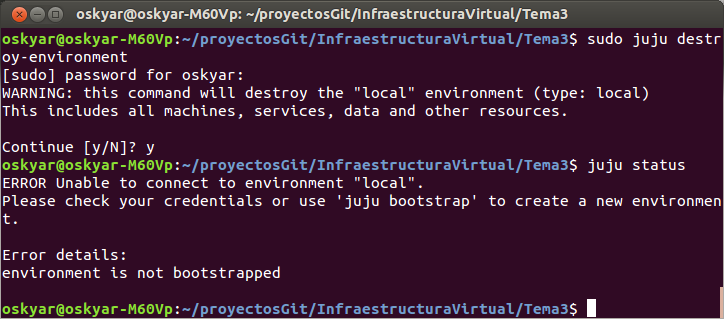 oskyar@oskyar-M60Vp: ~/proyectosGit/InfraestructuraVirtual/Tema3
oskyar@oskyar-M60Vp:~/proyectosGit/InfraestructuraVirtual/Tema3$ sudo juju destr
oy-environment
[sudo] password for oskyar:
WARNING: this command will destroy the "local" environment (type: local)
This includes all machines, services, data and other resources.
Continue [y/N]? y
oskyar@oskyar-M60Vp:~/proyectosGit/InfraestructuraVirtual/Tema3$ juju status
ERROR Unable to connect to environment "local".
Please check your credentials or use 'juju bootstrap' to create a new environmen
t.
Error details:
environment is not bootstrapped
oskyar@oskyar-M60Vp:~/proyectosGit/InfraestructuraVirtual/Tema3$